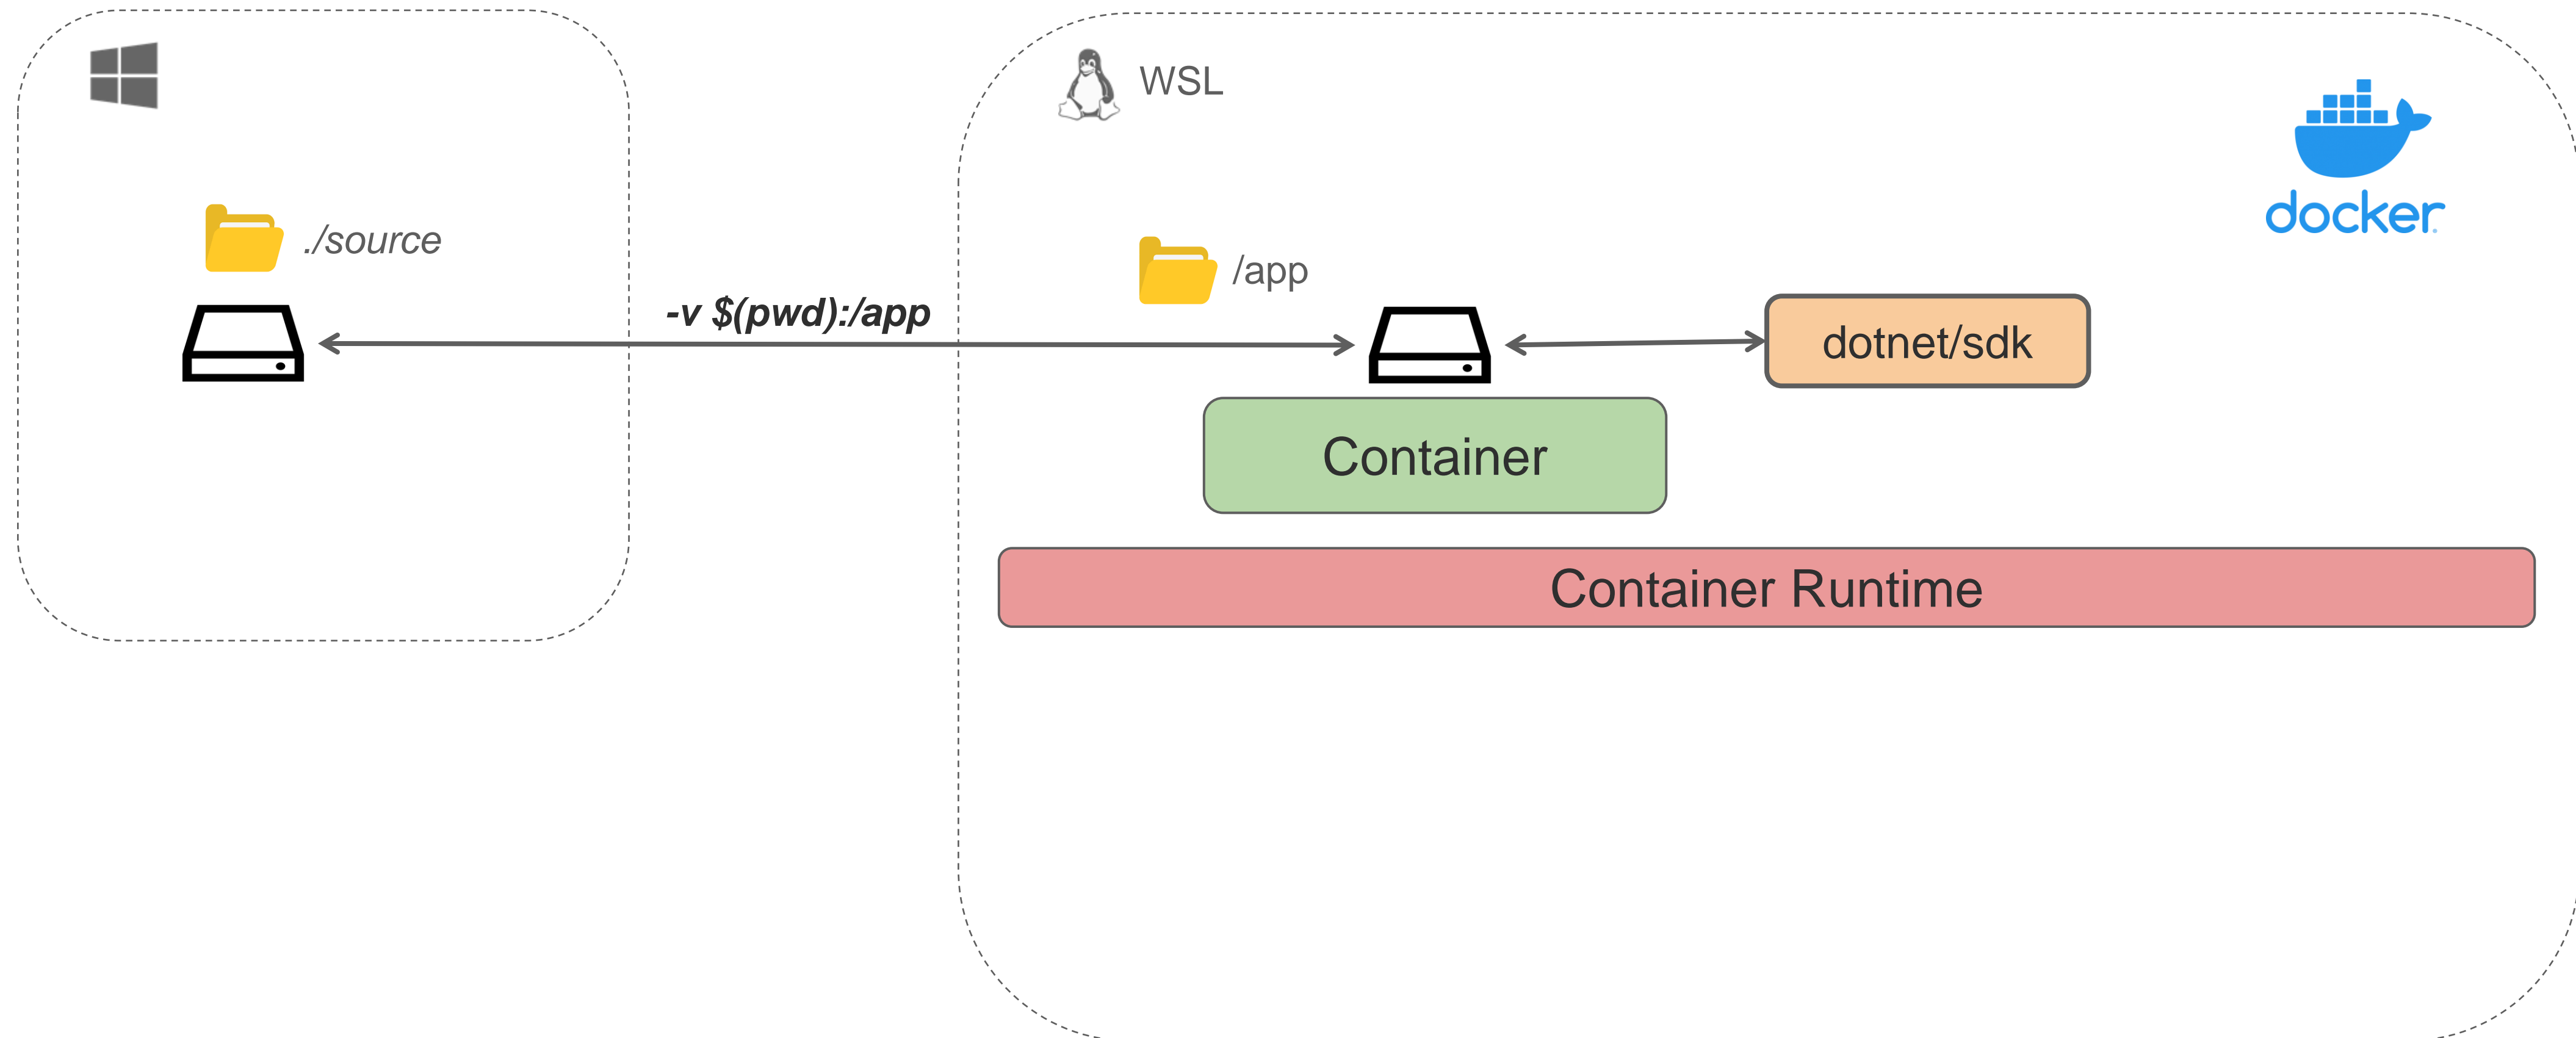 WSL
docker
./source
/app
-v $(pwd):/app
dotnet/sdk
Container
Container Runtime